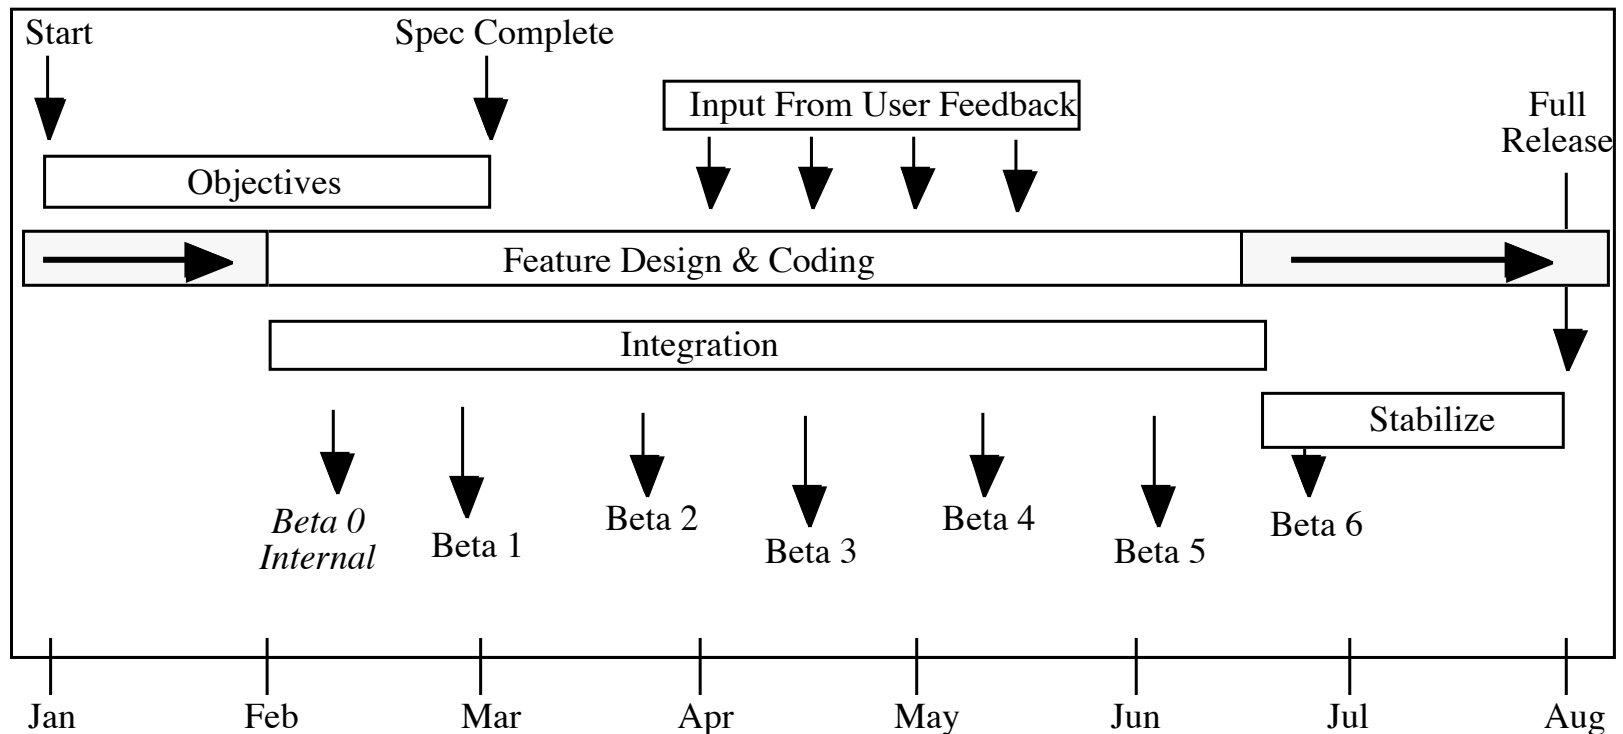 Start
Spec Complete
Input From User Feedback
Full
Release
Objectives
Feature Design & Coding
Integration
Stabilize
Beta 0
Internal
Beta 1
Beta 2
Beta 3
Beta 4
Beta 5
Beta 6
Jan
Feb
Mar
Apr
May
Jun
Jul
Aug